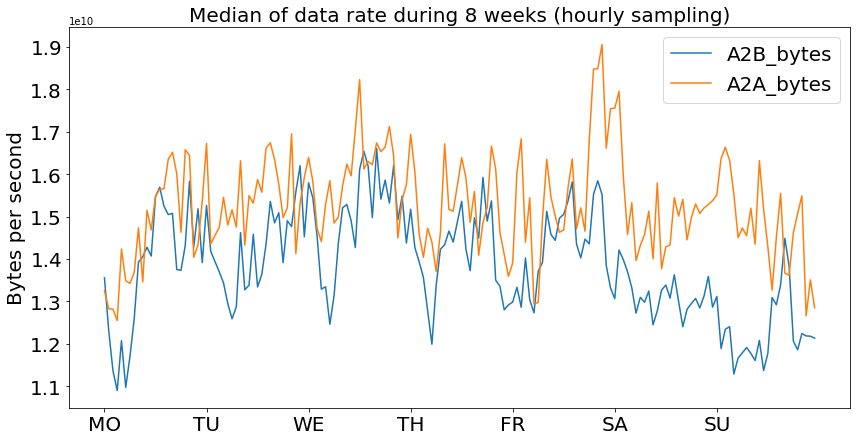 Median of data rate during 8 weeks (hourly sampling)
1e10
Bytes per second
1.9
1.8
1.7
1.6
1.5
1.4
1.3
1.2
1.1
A2B_bytes
A2A_bytes
MO TU WE TH FR SA SU